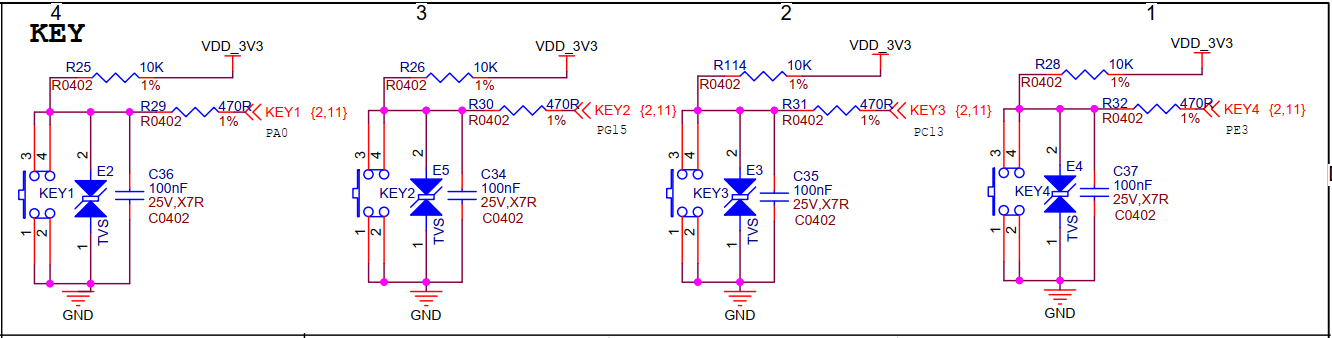 4 3 2 1
KEY
VDD_3V3
R25 10K
R0402 1%
R29 470R
R0402 1%
KEY1 {2,11}
PA0
3 4 2
E2
KEY1
C36
100nF
25V,X7R
C0402
1 2 1
TVS
GND
VDD_3V3
R26 10K
R0402 1%
R30 470R
R0402 1%
KEY2 {2,11}
PG15
3 4 2
E5
KEY2
C34
100nF
25V,X7R
C0402
1 2 1
TVS
GND
VDD_3V3
R114 10K
R0402 1%
R31 470R
R0402 1%
KEY3 {2,11}
PC13
3 4 2
E3
KEY3
C35
100nF
25V,X7R
C0402
1 2 1
TVS
GND
VDD_3V3
R28 10K
R0402 1%
R32 470R
R0402 1%
KEY4 {2,11}
PE3
3 4 2
E4
KEY4
C37
100nF
25V,X7R
C0402
1 2 1
TVS
GND